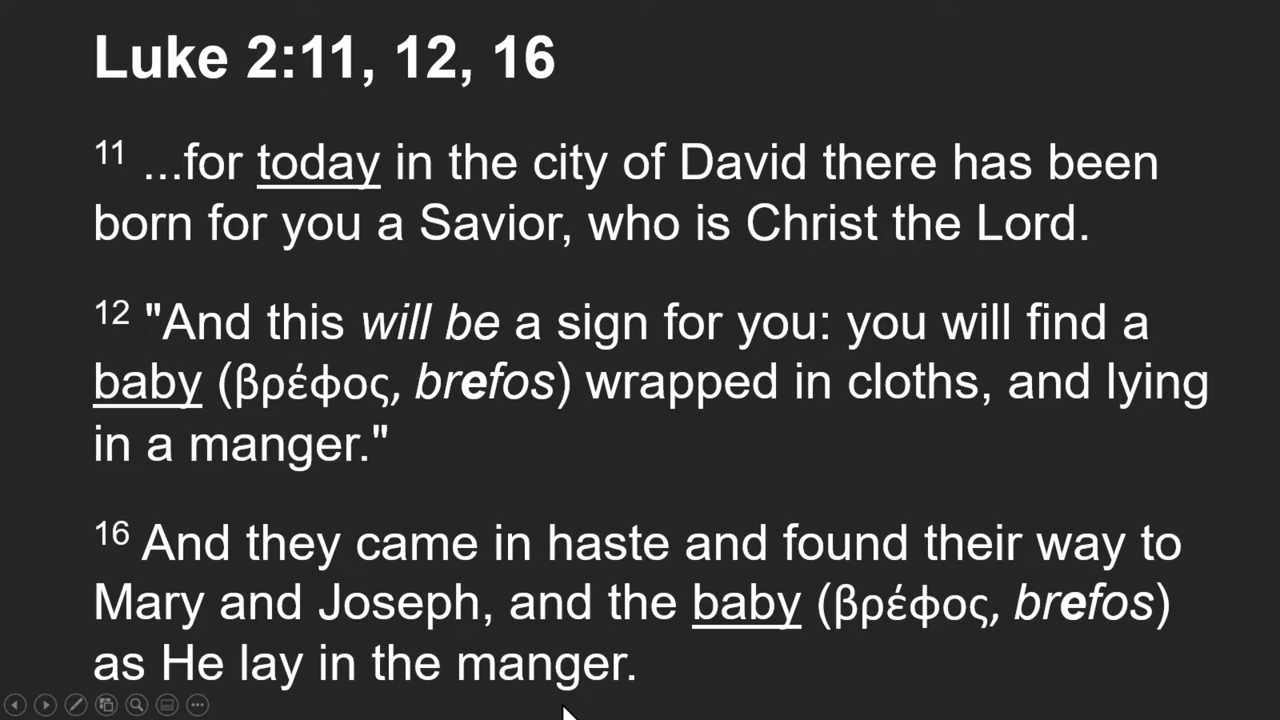 Luke 2:11, 12, 16
11 ...for today in the city of David there has been
born for you a Savior, who is Christ the Lord.
12 "And this will be a sign for you: you will find a
baby (βρέφος, brefos) wrapped in cloths, and lying
in a manger."
16 And they came in haste and found their way to
Mary and Joseph, and the baby (βρέφος, brefos)
as He lay in the manger.